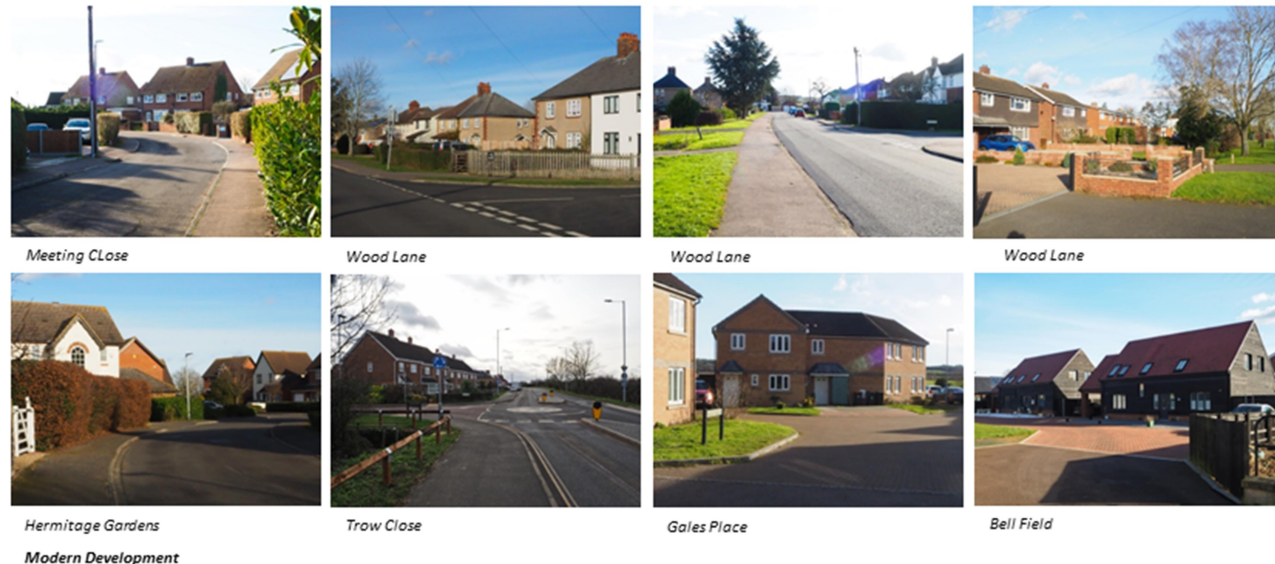 Meeting CLose
Wood Lane
Wood Lane
Wood Lane
Hermitage Gardens
Trow Close
Gales Place
Bell Field
Modern Development